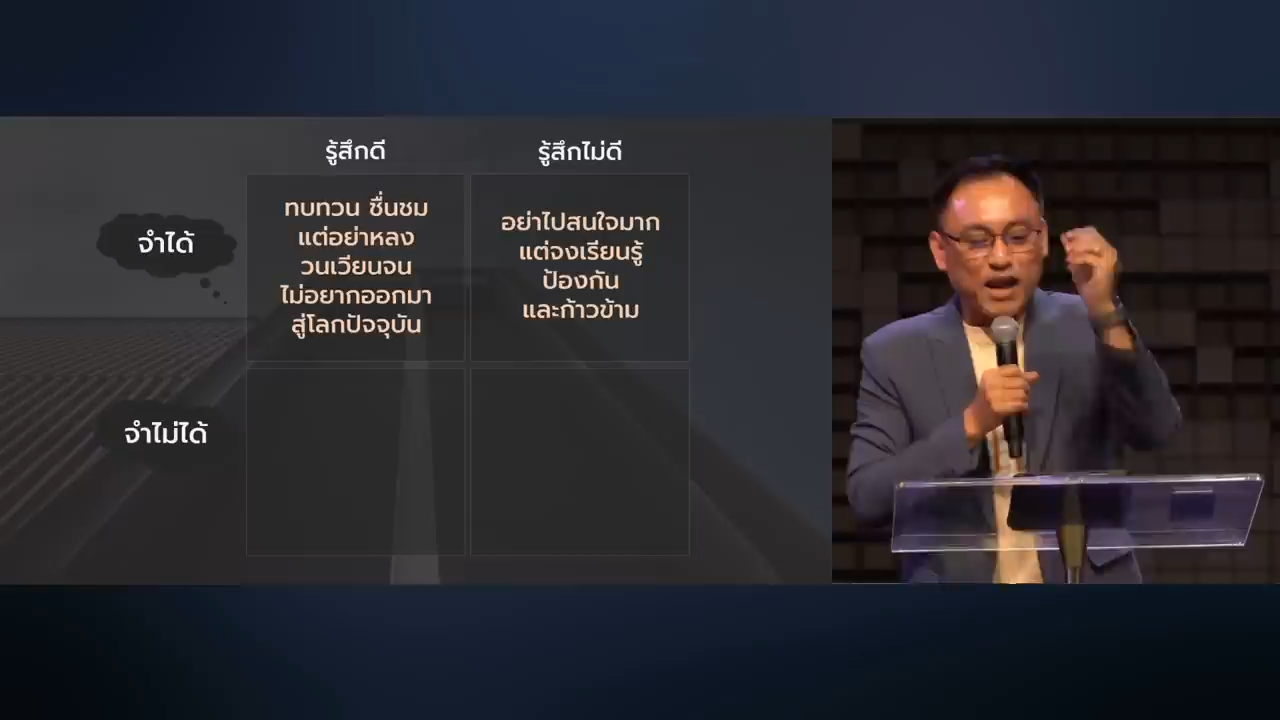 รู้สึกดี
รู้สึกไม่ดี
จำได้
ทบทวน ชื่นชม
แต่อย่าหลง
วนเวียนจน
ไม่อยากออกมา
สู่โลกปัจจุบัน
อย่าไปสนใจมาก
แต่จงเรียนรู้
ป้องกัน
และก้าวข้าม
จำไม่ได้